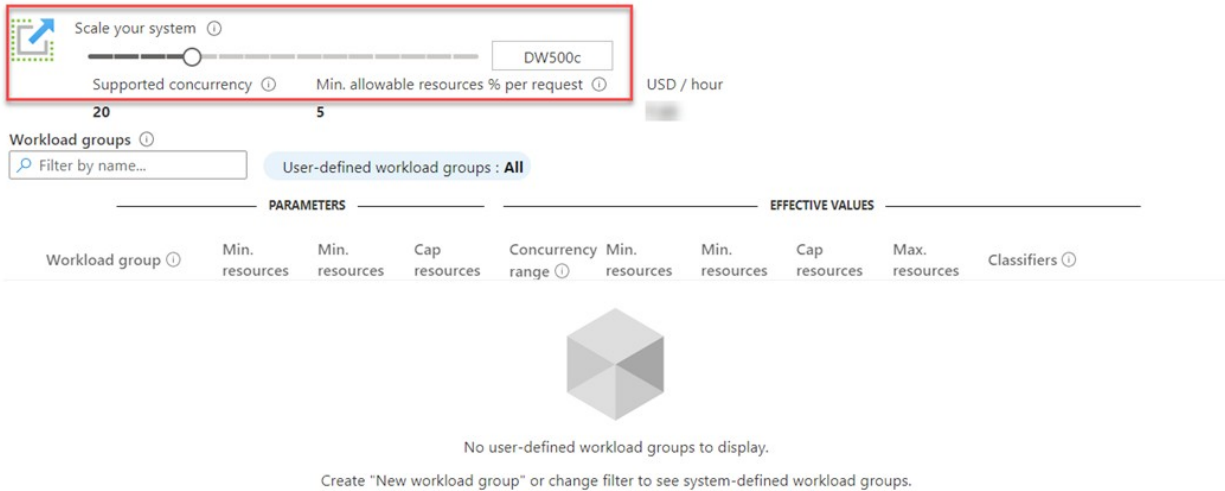 Scale your system
DW500c
Supported concurrency Min. allowable resources % per request USD / hour
20 5
Workload groups
Filter by name...
User-defined workload groups : All
PARAMETERS EFFECTIVE VALUES
Workload group Min. resources Min. resources Cap resources Concurrency range Min. resources Min. resources Cap resources Max. resources Classifiers
No user-defined workload groups to display.
Create "New workload group" or change filter to see system-defined workload groups.